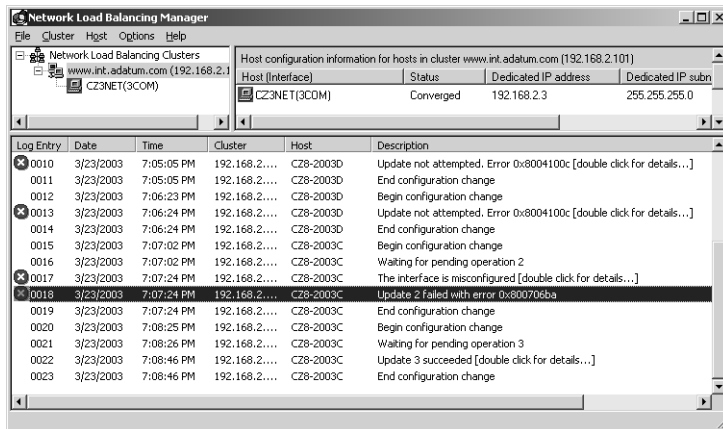 Network Load Balancing Manager
File Cluster Host Options Help
Network Load Balancing Clusters
www.int.adatum.com (192.168.2.1
CZ3NET(3COM)
Host configuration information for hosts in cluster www.int.adatum.com (192.168.2.101)
Host (Interface) Status Dedicated IP address Dedicated IP subn
CZ3NET(3COM) Converged 192.168.2.3 255.255.255.0
Log Entry Date Time Cluster Host Description
0010 3/23/2003 7:05:05 PM 192.168.2.... CZ8-2003D Update not attempted. Error 0x8004100c [double click for details...]
0011 3/23/2003 7:05:05 PM 192.168.2.... CZ8-2003D End configuration change
0012 3/23/2003 7:06:23 PM 192.168.2.... CZ8-2003D Begin configuration change
0013 3/23/2003 7:06:24 PM 192.168.2.... CZ8-2003D Update not attempted. Error 0x8004100c [double click for details...]
0014 3/23/2003 7:06:24 PM 192.168.2.... CZ8-2003D End configuration change
0015 3/23/2003 7:07:02 PM 192.168.2.... CZ8-2003C Begin configuration change
0016 3/23/2003 7:07:02 PM 192.168.2.... CZ8-2003C Waiting for pending operation 2
0017 3/23/2003 7:07:24 PM 192.168.2.... CZ8-2003C The interface is misconfigured [double click for details...]
0018 3/23/2003 7:07:24 PM 192.168.2.... CZ8-2003C Update 2 failed with error 0x800706ba
0019 3/23/2003 7:07:24 PM 192.168.2.... CZ8-2003C End configuration change
0020 3/23/2003 7:08:25 PM 192.168.2.... CZ8-2003C Begin configuration change
0021 3/23/2003 7:08:26 PM 192.168.2.... CZ8-2003C Waiting for pending operation 3
0022 3/23/2003 7:08:46 PM 192.168.2.... CZ8-2003C Update 3 succeeded [double click for details...]
0023 3/23/2003 7:08:46 PM 192.168.2.... CZ8-2003C End configuration change